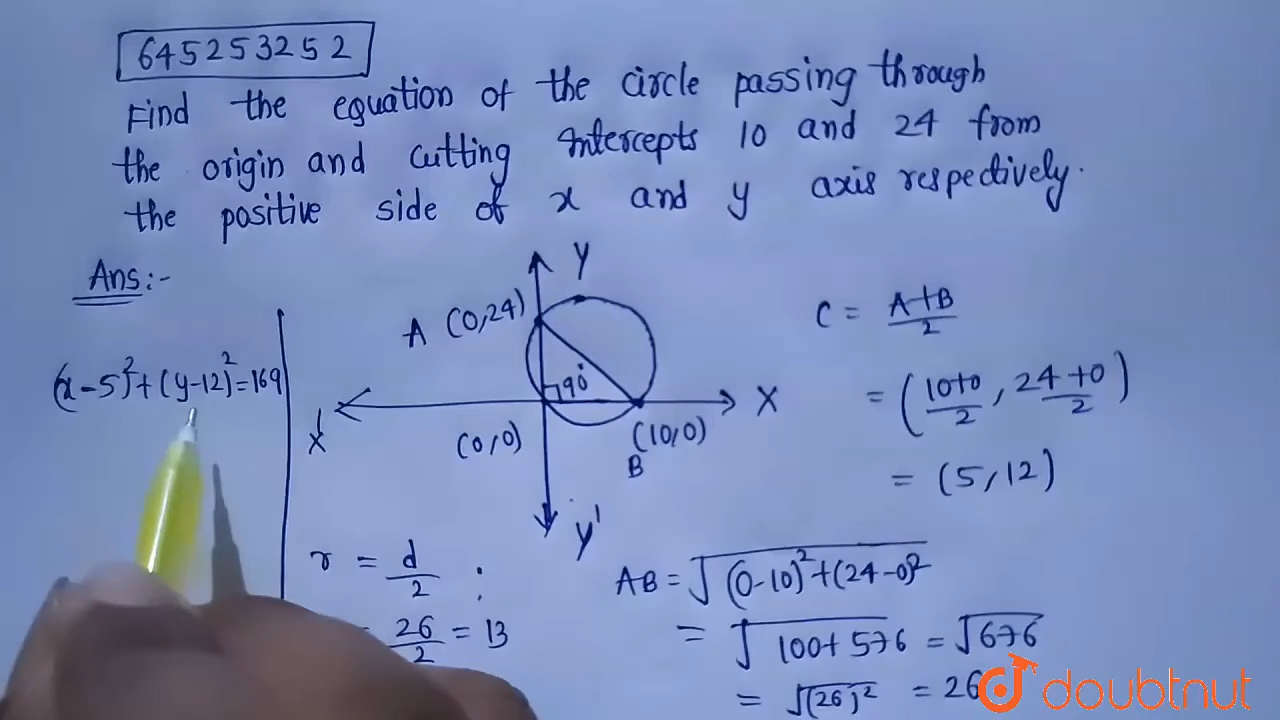 645253252
Find the equation of the circle passing through
the origin and cutting Intercepts 10 and 24 from
the positive side of x and y axis respectively.
Ans:-
(x-5)²+(y-12)²=169
Y
A (0,24)
90°
X
X'
(0,0)
(10,0)
B
Y'
C = A+B/2
= (10+0/2, 24+0/2)
= (5,12)
r = d/2 :
= 26/2 = 13
AB = √(0-10)²+(24-0)²
= √100+576 = √676
= √(26)² = 26
doubtnut